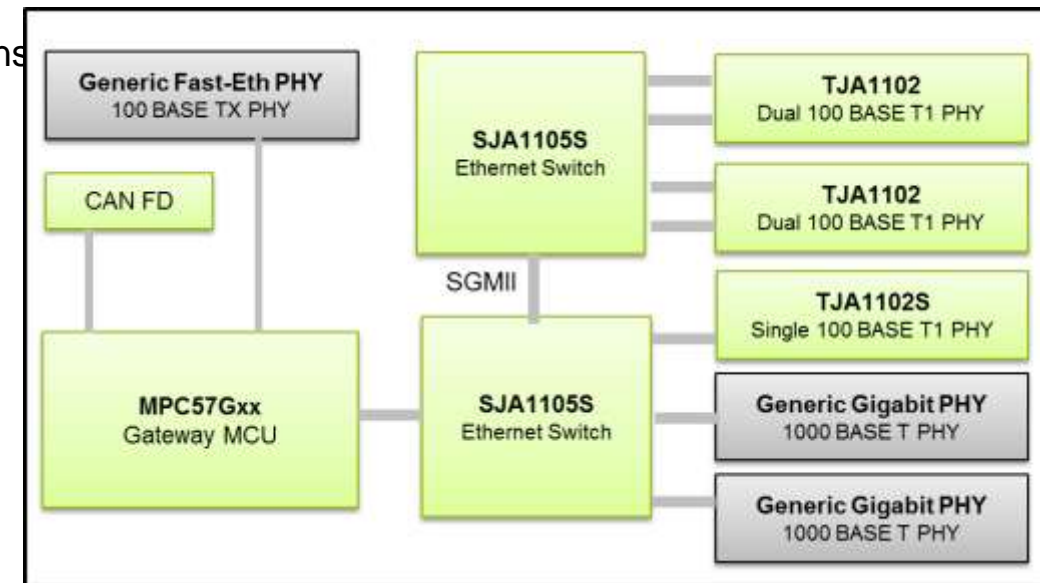 ns
Generic Fast-Eth PHY
100 BASE TX PHY
CAN FD
MPC57Gxx
Gateway MCU
SJA1105S
Ethernet Switch
SGMII
SJA1105S
Ethernet Switch
TJA1102
Dual 100 BASE T1 PHY
TJA1102
Dual 100 BASE T1 PHY
TJA1102S
Single 100 BASE T1 PHY
Generic Gigabit PHY
1000 BASE T PHY
Generic Gigabit PHY
1000 BASE T PHY